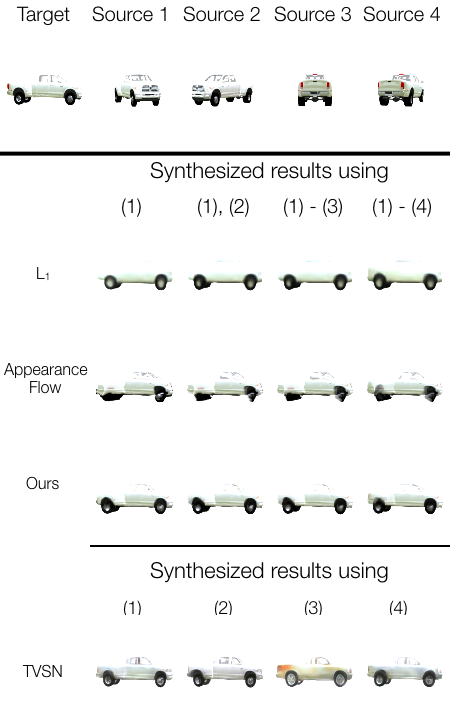 Target Source 1 Source 2 Source 3 Source 4
Synthesized results using
(1) (1), (2) (1) - (3) (1) - (4)
L₁
Appearance
Flow
Ours
Synthesized results using
(1) (2) (3) (4)
TVSN